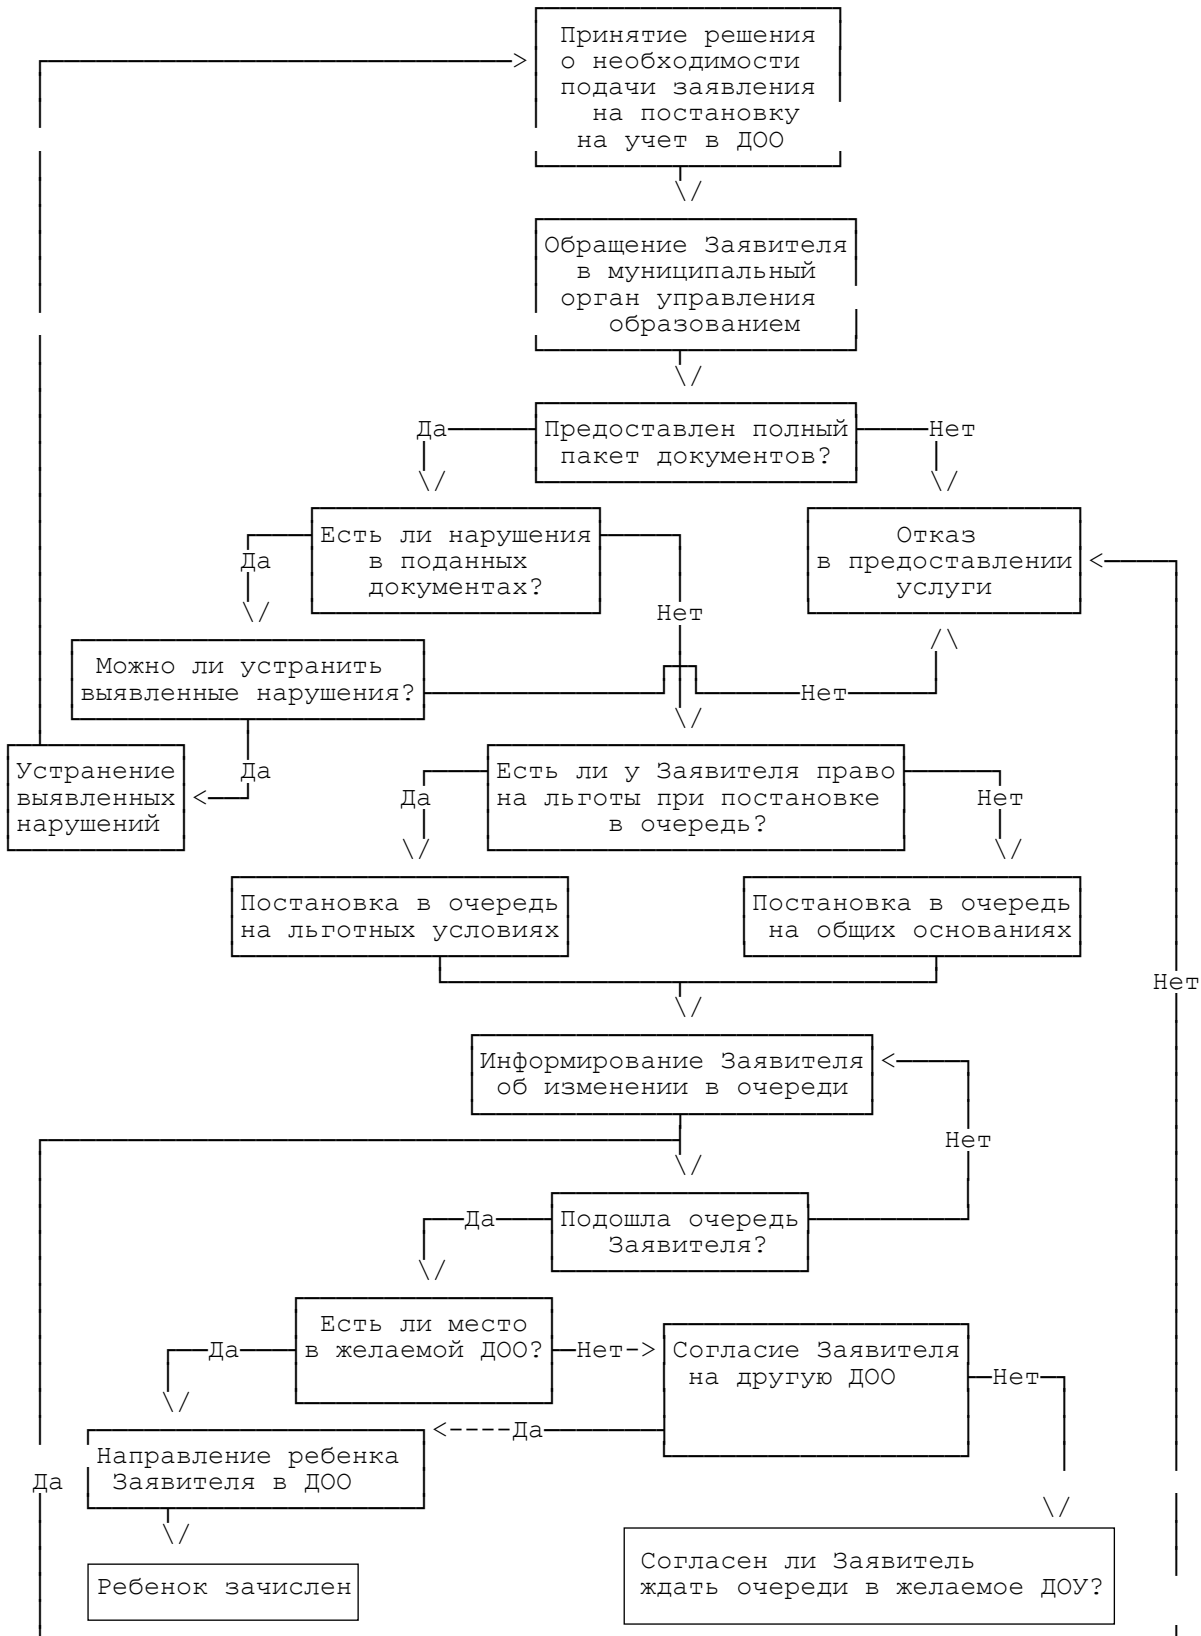 Принятие решения
о необходимости
подачи заявления
на постановку
на учет в ДОО
Обращение Заявителя
в муниципальный
орган управления
образованием
Да
Предоставлен полный
пакет документов?
Нет
Есть ли нарушения
в поданных
документах?
Да
Нет
Отказ
в предоставлении
услуги
Можно ли устранить
выявленные нарушения?
Нет
Да
Устранение
выявленных
нарушений
Есть ли у Заявителя право
на льготы при постановке
в очередь?
Да
Нет
Постановка в очередь
на льготных условиях
Постановка в очередь
на общих основаниях
Нет
Информирование Заявителя
об изменении в очереди
Нет
Да
Подошла очередь
Заявителя?
Есть ли место
в желаемой ДОО?
Да
Нет->
Согласие Заявителя
на другую ДОО
Нет
<----Да
Направление ребенка
Заявителя в ДОО
Да
Ребенок зачислен
Согласен ли Заявитель
ждать очереди в желаемое ДОУ?